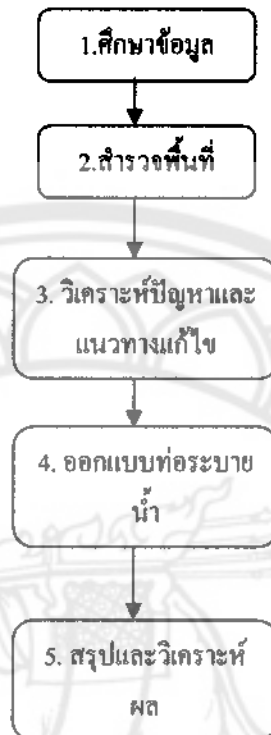 1.ศึกษาข้อมูล
2.สำรวจพื้นที่
3. วิเคราะห์ปัญหาและ
แนวทางแก้ไข
4. ออกแบบท่อระบาย
น้ำ
5. สรุปและวิเคราะห์
ผล